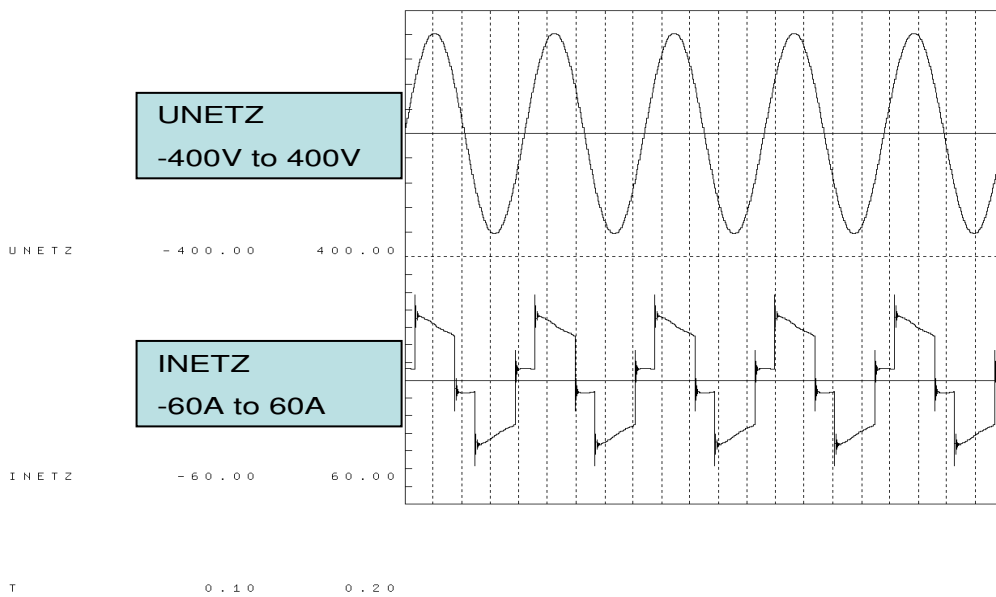 UNETZ
-400V to 400V
UNETZ -400.00 400.00
INETZ
-60A to 60A
INETZ -60.00 60.00
T 0.10 0.20